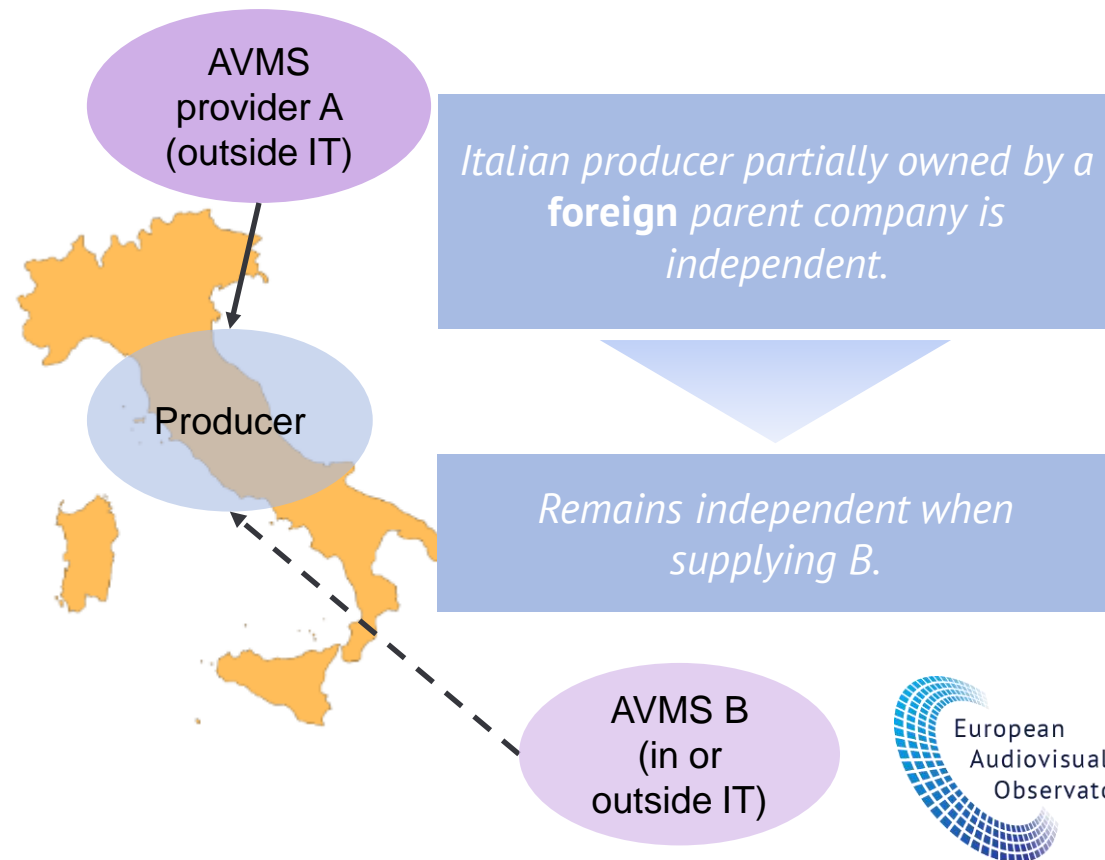 AVMS
provider A
(outside IT)
Italian producer partially owned by a
foreign parent company is
independent.
Producer
Remains independent when
supplying B.
AVMS B
(in or
outside IT)
European
Audiovisual
Observato